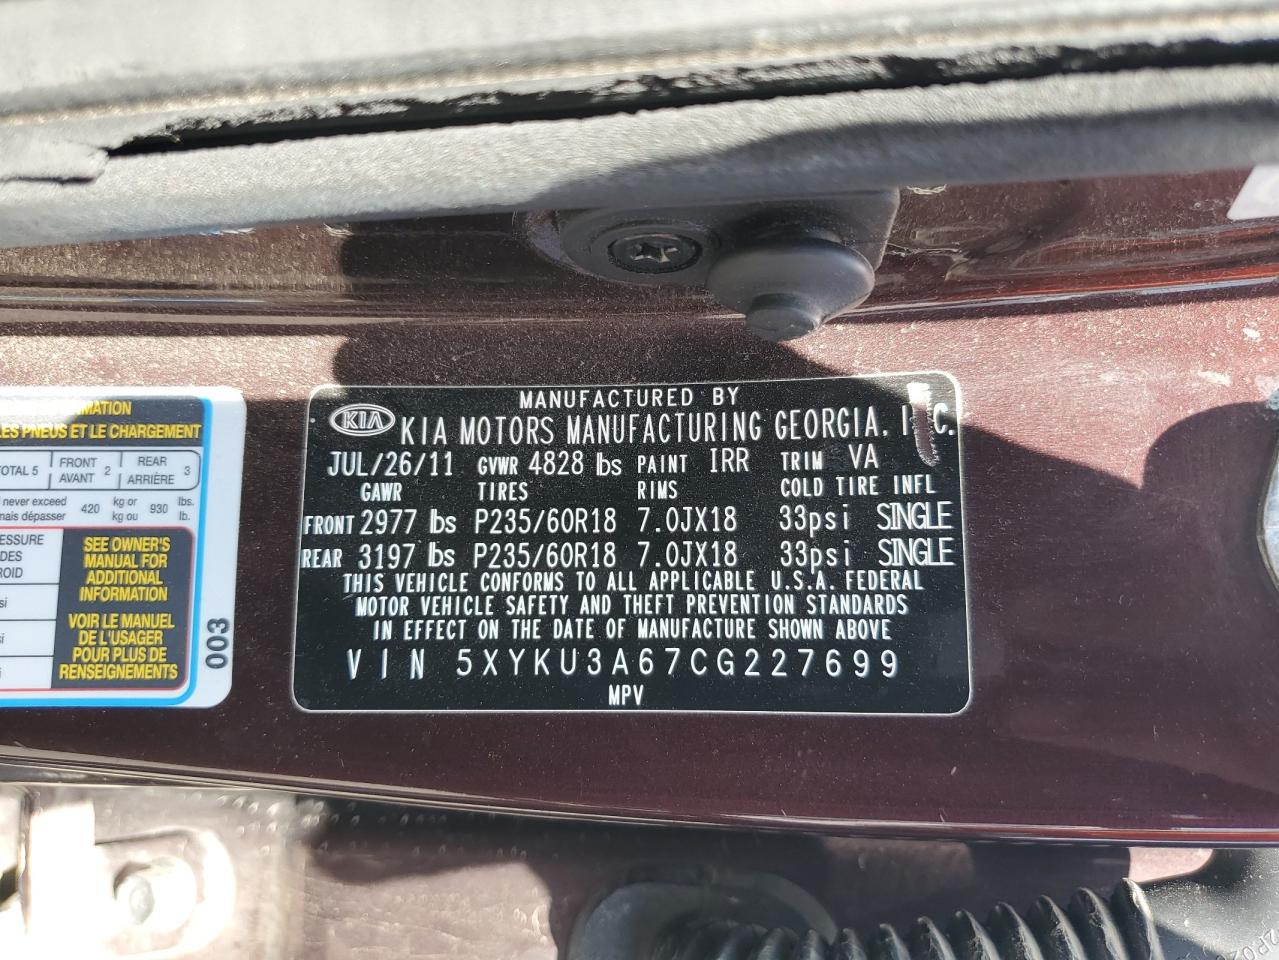 MANUFACTURED BY
KIA KIA MOTORS MANUFACTURING GEORGIA, INC.
JUL/26/11 GVWR 4828 lbs PAINT IRR TRIM VA
GAWR TIRES RIMS COLD TIRE INFL
FRONT 2977 lbs P235/60R18 7.0JX18 33psi SINGLE
REAR 3197 lbs P235/60R18 7.0JX18 33psi SINGLE
THIS VEHICLE CONFORMS TO ALL APPLICABLE U.S.A. FEDERAL
MOTOR VEHICLE SAFETY AND THEFT PREVENTION STANDARDS
IN EFFECT ON THE DATE OF MANUFACTURE SHOWN ABOVE
VIN 5XYKU3A67CG227699
MPV
LES PNEUS ET LE CHARGEMENT
TOTAL 5 FRONT AVANT 2 REAR ARRIÈRE 3
never exceed 420 kg or 930 lbs.
dépasser kg ou lb.
SEE OWNER'S
MANUAL FOR
ADDITIONAL
INFORMATION
VOIR LE MANUEL
DE L'USAGER
POUR PLUS DE
RENSEIGNEMENTS
003